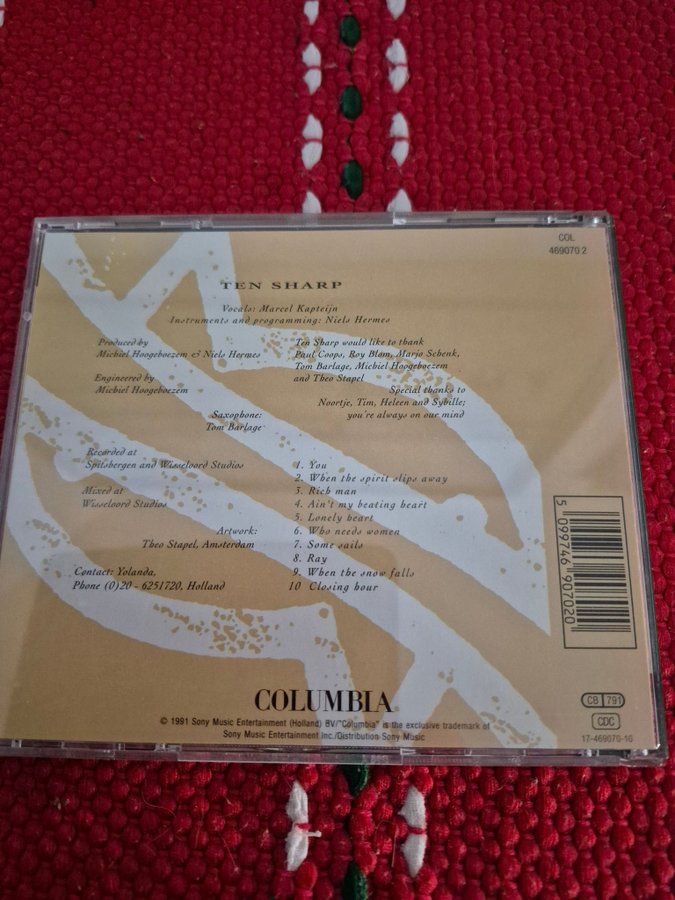 COL
469070 2
TEN SHARP
Vocals: Marcel Kapteijn
Instruments and programming: Niels Hermes
Produced by
Michiel Hoogeboezem & Niels Hermes
Engineered by
Michiel Hoogeboezem
Saxophone:
Tom Barlage
Ten Sharp would like to thank
Paul Coops, Roy Blom, Marjo Schenk,
Tom Barlage, Michiel Hoogeboezem
and Theo Stapel
Special thanks to
Noortje, Tim, Heleen and Sybille;
you're always on our mind
Recorded at
Spitsbergen and Wisseloord Studios
Mixed at
Wisseloord Studios
Artwork:
Theo Stapel, Amsterdam
Contact: Yolanda,
Phone (0)20 - 6251720, Holland
1. You
2. When the spirit slips away
3. Rich man
4. Ain't my beating heart
5. Lonely heart
6. Who needs women
7. Some sails
8. Ray
9. When the snow falls
10 Closing hour
5 099746 907020
COLUMBIA
© 1991 Sony Music Entertainment (Holland) BV/"Columbia" is the exclusive trademark of
Sony Music Entertainment Inc./Distribution Sony Music
CB 791
CDC
17-469070-10